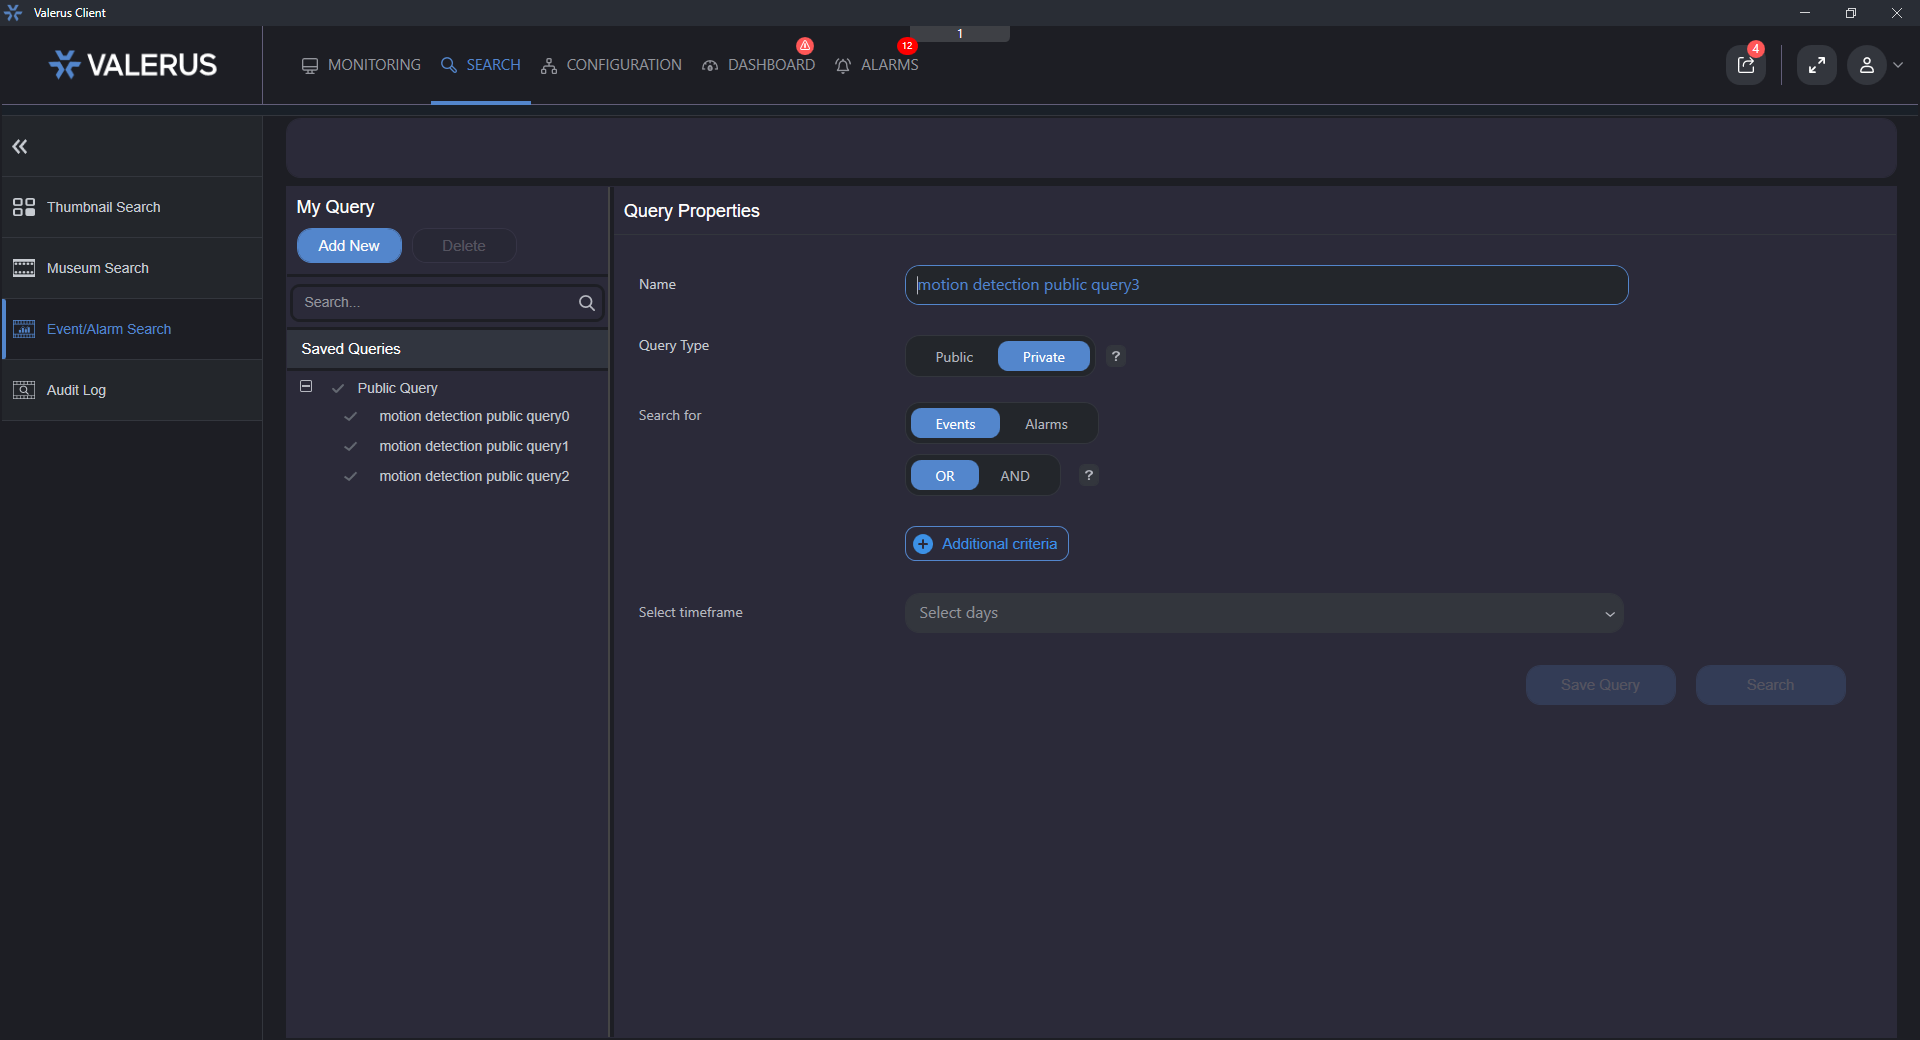 Valerus Client
1
VALERUS
MONITORING
SEARCH
CONFIGURATION
DASHBOARD
12
ALARMS
4
Thumbnail Search
Museum Search
Event/Alarm Search
Audit Log
My Query
Add New
Delete
Search...
Saved Queries
Public Query
motion detection public query0
motion detection public query1
motion detection public query2
Query Properties
Name
motion detection public query3
Query Type
Public
Private
?
Search for
Events
Alarms
OR
AND
?
Additional criteria
Select timeframe
Select days
Save Query
Search